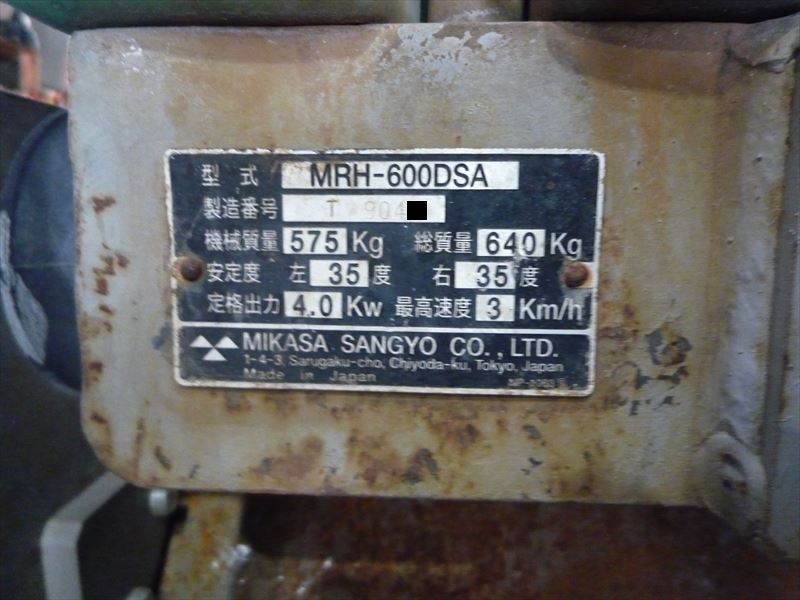 型式 MRH-600DSA
製造番号 T 904
機械質量 575 Kg 総質量 640 Kg
安定度 左 35 度 右 35 度
定格出力 4.0 Kw 最高速度 3 Km/h
MIKASA SANGYO CO., LTD.
1-4-3, Sarugaku-cho, Chiyoda-ku, Tokyo, Japan
Made in Japan